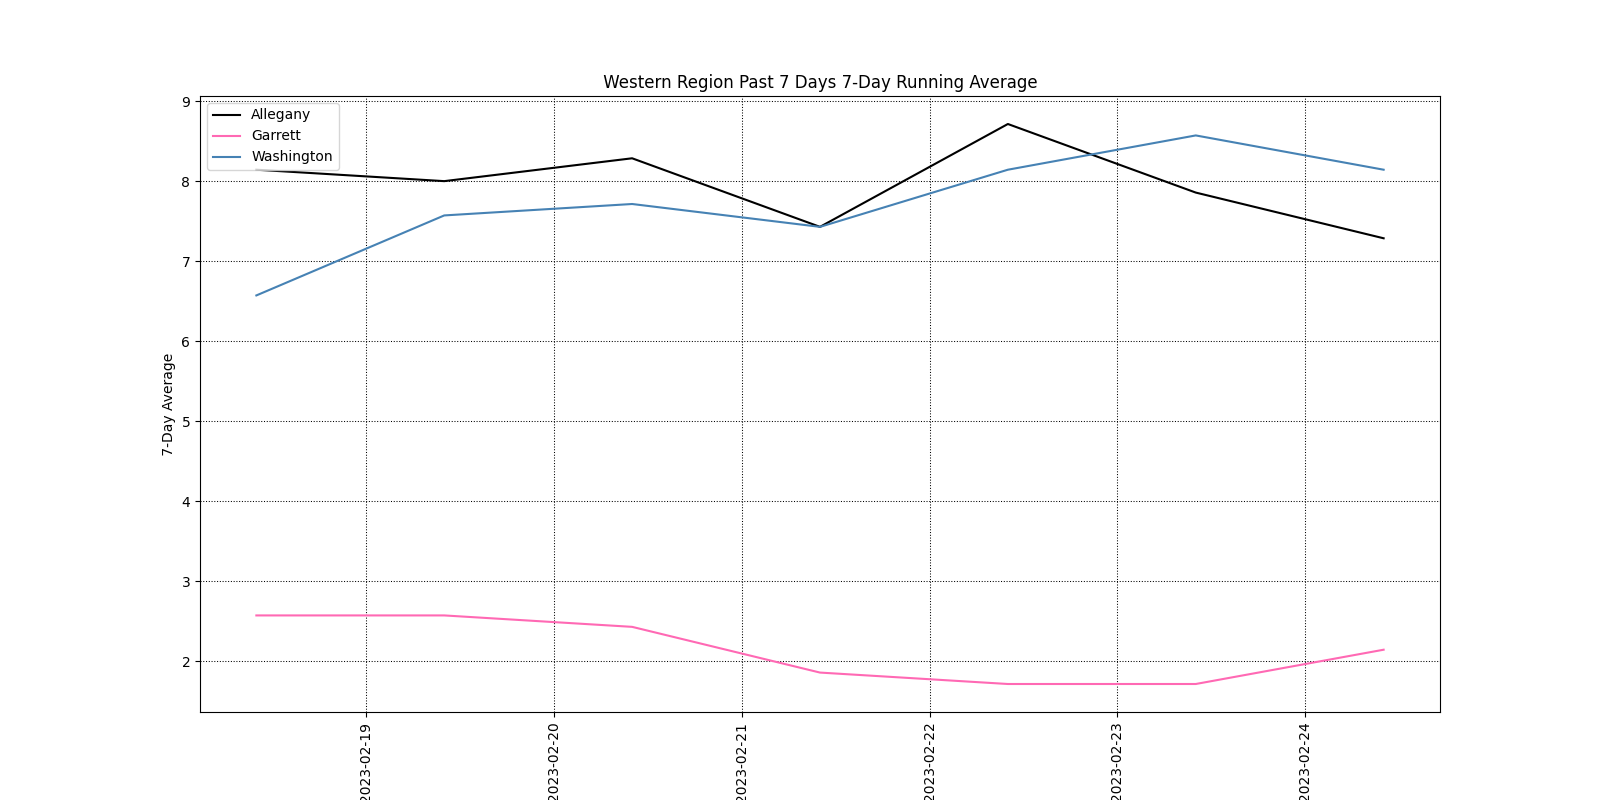 Western Region Past 7 Days 7-Day Running Average
Allegany
Garrett
Washington
9
8
7
6
5
4
3
2
7-Day Average
2023-02-19
2023-02-20
2023-02-21
2023-02-22
2023-02-23
2023-02-24